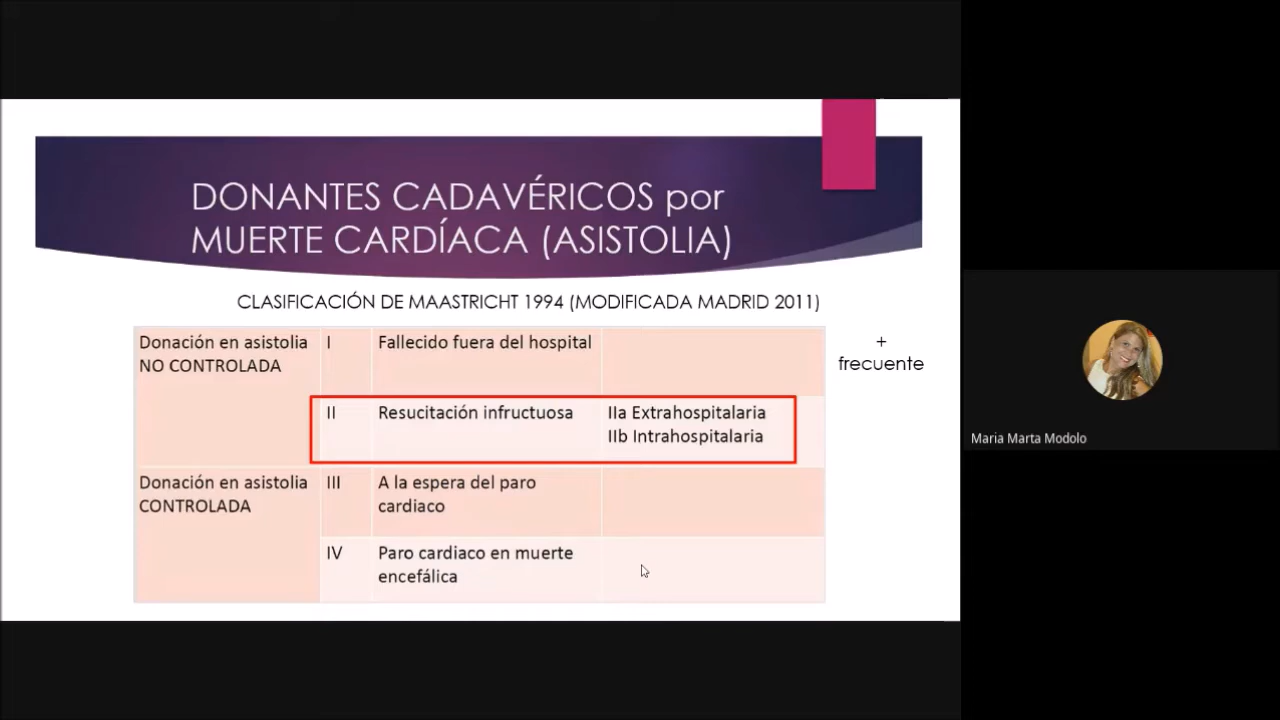 DONANTES CADAVÉRICOS por
MUERTE CARDÍACA (ASISTOLIA)
CLASIFICACIÓN DE MAASTRICHT 1994 (MODIFICADA MADRID 2011)
Donación en asistolia
NO CONTROLADA
I
Fallecido fuera del hospital
+
frecuente
II
Resucitación infructuosa
IIa Extrahospitalaria
IIb Intrahospitalaria
Donación en asistolia
CONTROLADA
III
A la espera del paro
cardiaco
IV
Paro cardiaco en muerte
encefálica
Maria Marta Modolo